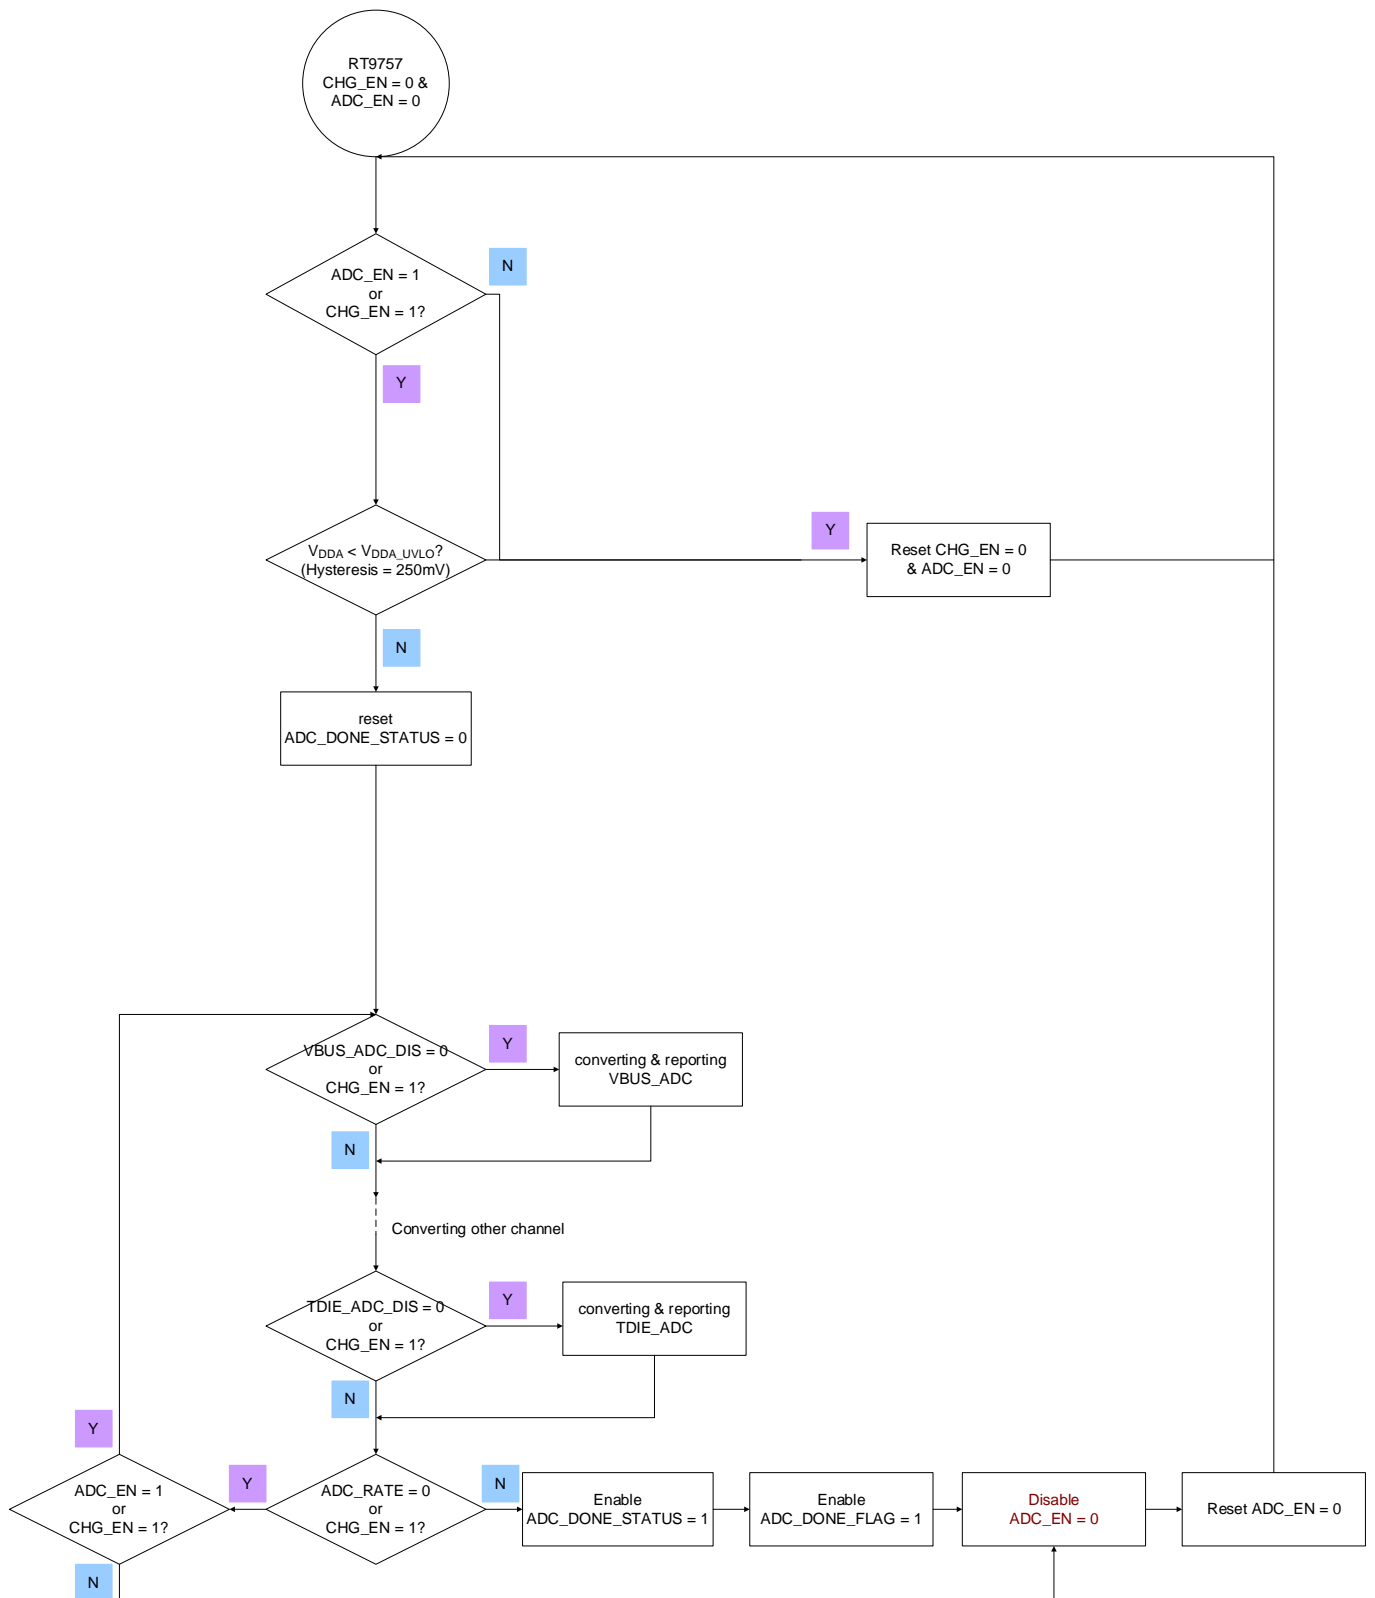 RT9757
CHG_EN = 0 &
ADC_EN = 0
ADC_EN = 1
or
CHG_EN = 1?
N
Y
VDDA < VDDA_UVLO?
(Hysteresis = 250mV)
Y
Reset CHG_EN = 0
& ADC_EN = 0
N
reset
ADC_DONE_STATUS = 0
VBUS_ADC_DIS = 0
or
CHG_EN = 1?
Y
converting & reporting
VBUS_ADC
N
Converting other channel
TDIE_ADC_DIS = 0
or
CHG_EN = 1?
Y
converting & reporting
TDIE_ADC
N
Y
ADC_EN = 1
or
CHG_EN = 1?
Y
ADC_RATE = 0
or
CHG_EN = 1?
N
Enable
ADC_DONE_STATUS = 1
Enable
ADC_DONE_FLAG = 1
Disable
ADC_EN = 0
Reset ADC_EN = 0
N